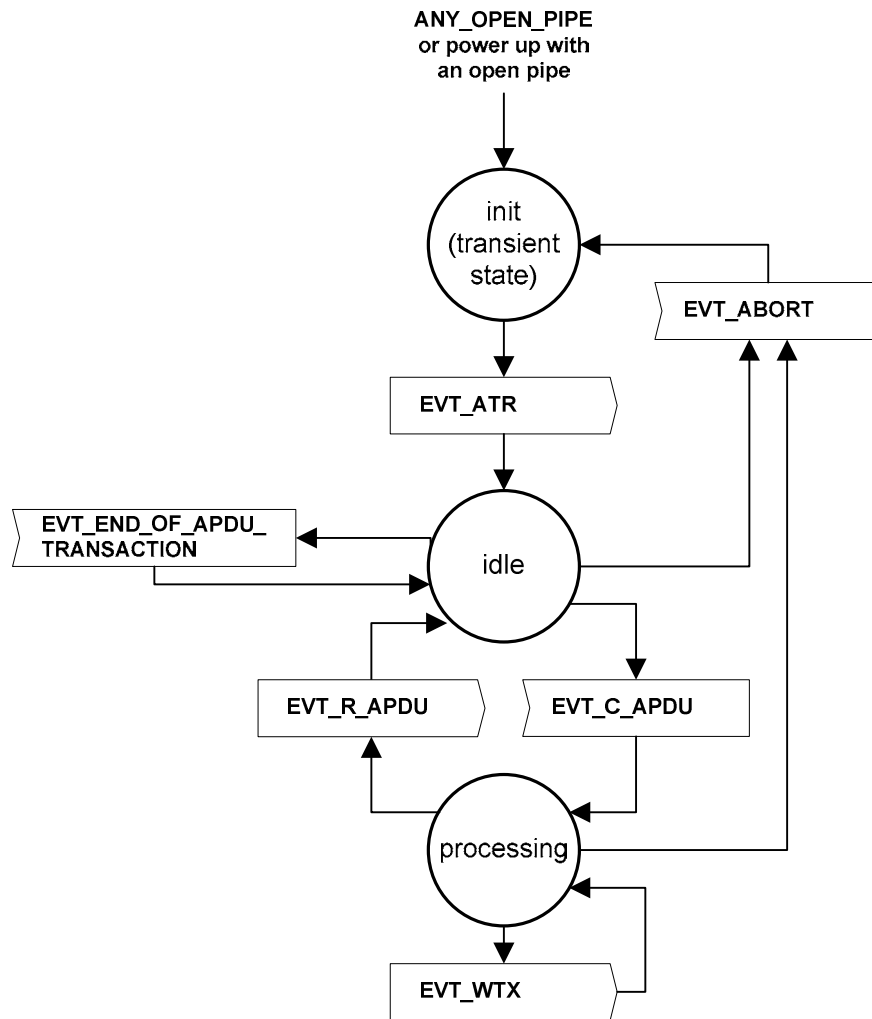 ANY_OPEN_PIPE
or power up with
an open pipe
init
(transient
state)
EVT_ABORT
EVT_ATR
EVT_END_OF_APDU_
TRANSACTION
idle
EVT_R_APDU
EVT_C_APDU
processing
EVT_WTX